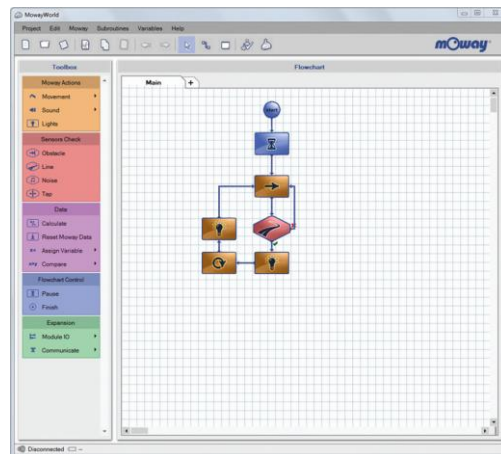 MowayWorld
Project Edit Moway Subroutines Variables Help
mOway
Toolbox
Flowchart
Moway Actions
Movement
Sound
Lights
Sensors Check
Obstacle
Line
Noise
Tap
Data
Calculate
Reset Moway Data
Assign Variable
Compare
Flowchart Control
Pause
Finish
Expansion
Module IO
Communicate
Main +
Start
Disconnected